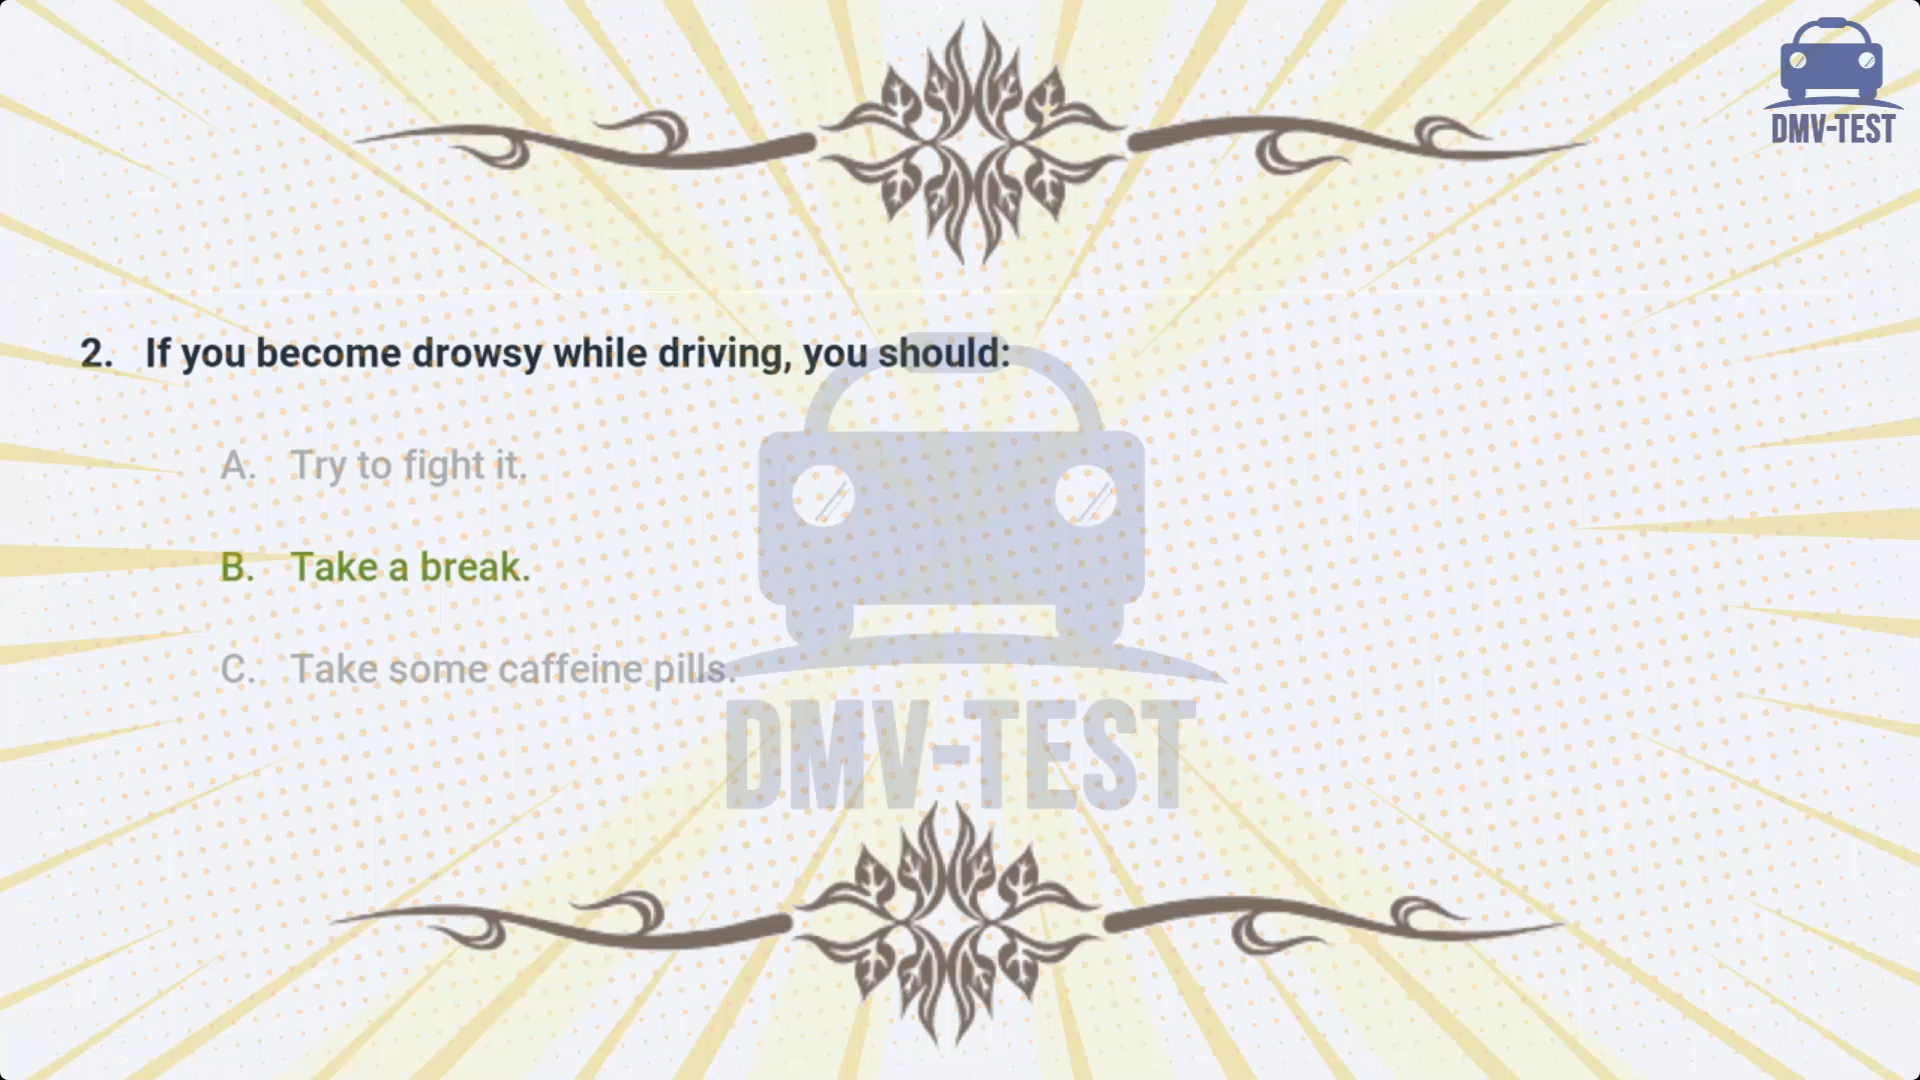 DMV-TEST
2. If you become drowsy while driving, you should:
A. Try to fight it.
B. Take a break.
C. Take some caffeine pills.
DMV-TEST